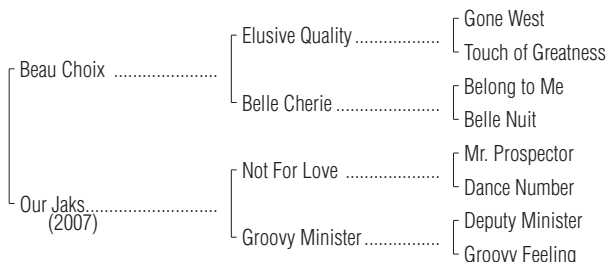 Gone West
Elusive Quality ..................
Touch of Greatness
Beau Choix ......................
Belong to Me
Belle Cherie ......................
Belle Nuit
Mr. Prospector
Not For Love ....................
Dance Number
Our Jaks............................
(2007)
Deputy Minister
Groovy Minister................
Groovy Feeling